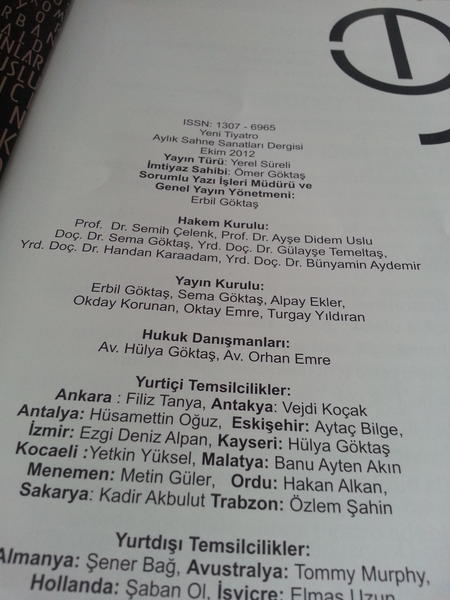 ISSN: 1307 - 6965
Yeni Tiyatro
Aylık Sahne Sanatları Dergisi
Ekim 2012
Yayın Türü: Yerel Süreli
İmtiyaz Sahibi: Ömer Göktaş
Sorumlu Yazı İşleri Müdürü ve
Genel Yayın Yönetmeni:
Erbil Göktaş
Hakem Kurulu:
Prof. Dr. Semih Çelenk, Prof. Dr. Ayşe Didem Uslu
Doç. Dr. Sema Göktaş, Yrd. Doç. Dr. Gülayşe Temeltaş,
Yrd. Doç. Dr. Handan Karaadam, Yrd. Doç. Dr. Bünyamin Aydemir
Yayın Kurulu:
Erbil Göktaş, Sema Göktaş, Alpay Ekler,
Okday Korunan, Oktay Emre, Turgay Yıldıran
Hukuk Danışmanları:
Av. Hülya Göktaş, Av. Orhan Emre
Yurtiçi Temsilcilikler:
Ankara : Filiz Tanya, Antakya: Vejdi Koçak
Antalya: Hüsamettin Oğuz, Eskişehir: Aytaç Bilge,
İzmir: Ezgi Deniz Alpan, Kayseri: Hülya Göktaş
Kocaeli :Yetkin Yüksel, Malatya: Banu Ayten Akın
Menemen: Metin Güler, Ordu: Hakan Alkan,
Sakarya: Kadir Akbulut Trabzon: Özlem Şahin
Yurtdışı Temsilcilikler:
Almanya: Şener Bağ, Avustralya: Tommy Murphy,
Hollanda: Şaban Ol, İsviçre: Elmas Uzun